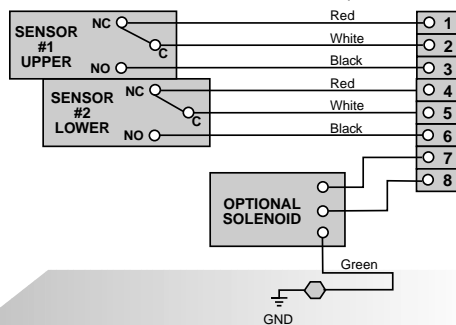 NC
Red
1
SENSOR
#1
UPPER
C
White
2
NO
Black
3
NC
Red
4
SENSOR
#2
LOWER
C
White
5
NO
Black
6
7
8
OPTIONAL
SOLENOID
Green
GND